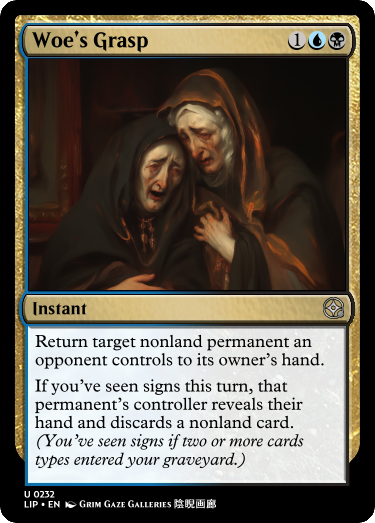 Woe's Grasp 1
Instant
Return target nonland permanent an
opponent controls to its owner's hand.
If you've seen signs this turn, that
permanent's controller reveals their
hand and discards a nonland card.
(You've seen signs if two or more cards
types entered your graveyard.)
U 0232
LIP • EN Grim Gaze Galleries 陰睨画廊